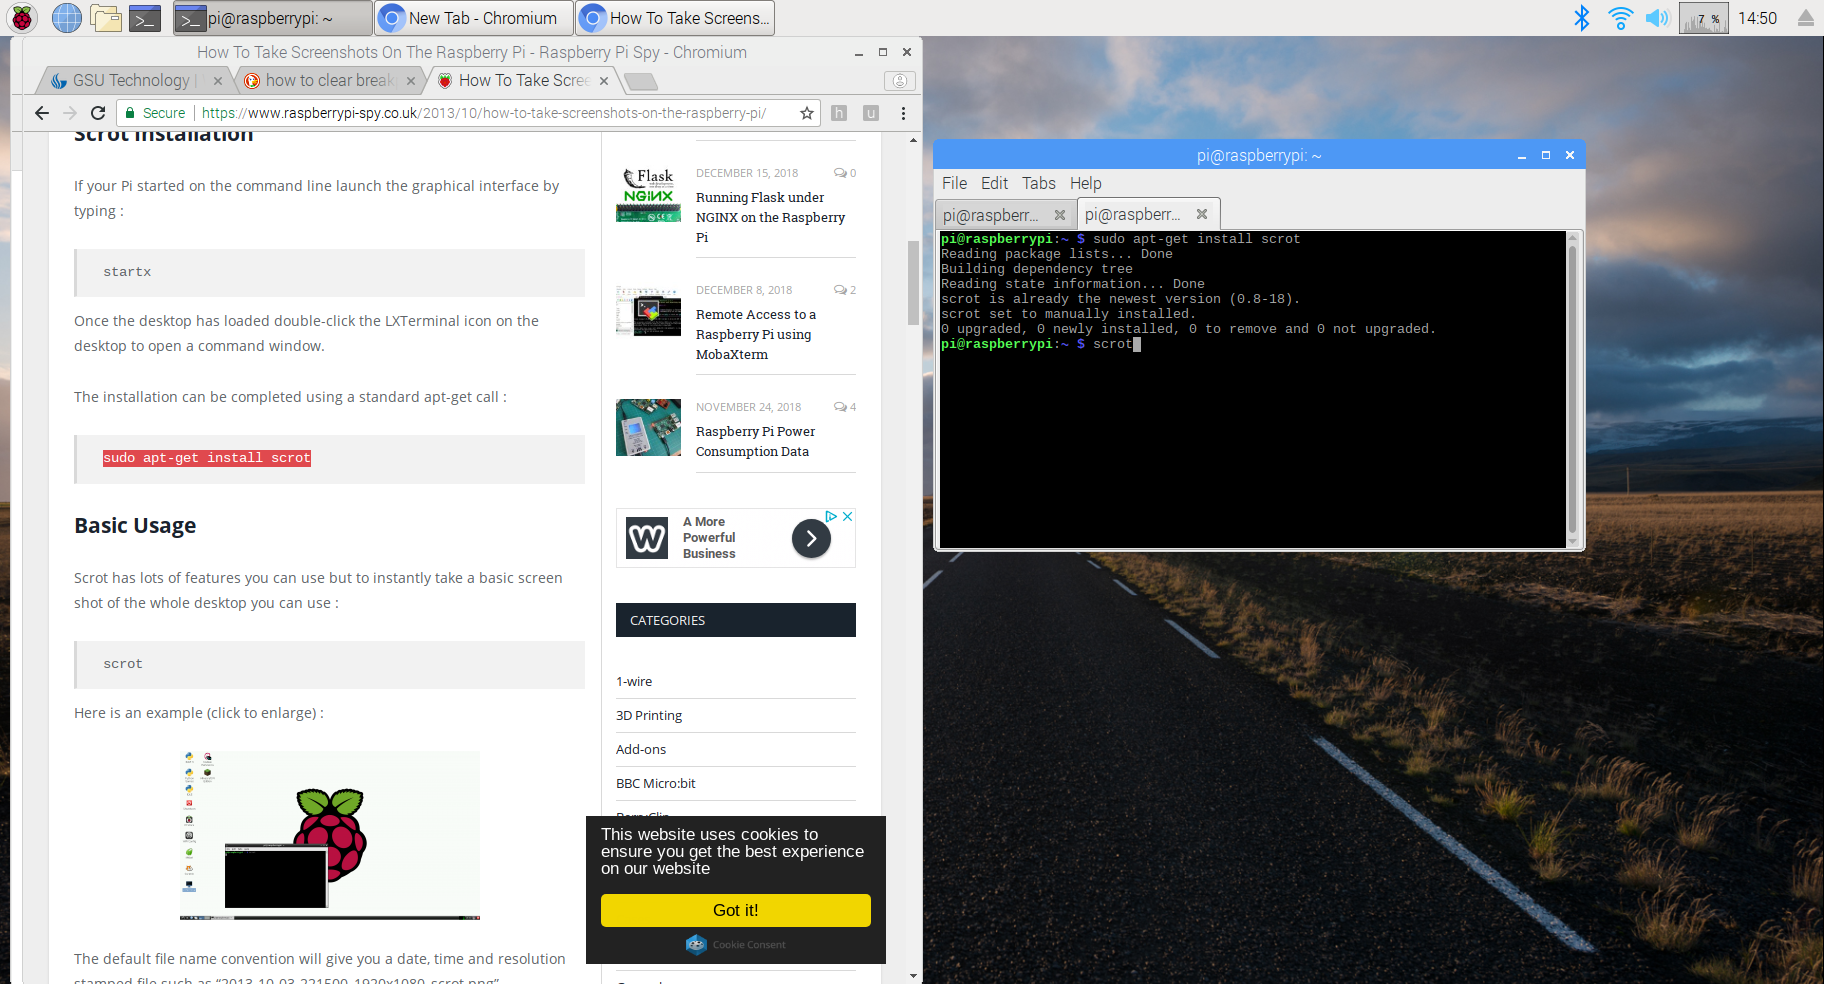 pi@raspberrypi: ~
New Tab - Chromium
How To Take Screens...
7 %
14:50
How To Take Screenshots On The Raspberry Pi - Raspberry Pi Spy - Chromium
GSU Technology |
how to clear break
How To Take Scree
Secure | https://www.raspberrypi-spy.co.uk/2013/10/how-to-take-screenshots-on-the-raspberry-pi/
h
u
Scrot Installation
If your Pi started on the command line launch the graphical interface by
typing :
startx
Once the desktop has loaded double-click the LXTerminal icon on the
desktop to open a command window.
The installation can be completed using a standard apt-get call :
sudo apt-get install scrot
Basic Usage
Scrot has lots of features you can use but to instantly take a basic screen
shot of the whole desktop you can use :
scrot
Here is an example (click to enlarge) :
The default file name convention will give you a date, time and resolution
stamped file such as “2013-10-03-221500_1920x1080_scrot.png”
Flask
NGINX
DECEMBER 15, 2018
0
Running Flask under
NGINX on the Raspberry
Pi
DECEMBER 8, 2018
2
Remote Access to a
Raspberry Pi using
MobaXterm
NOVEMBER 24, 2018
4
Raspberry Pi Power
Consumption Data
W
A More
Powerful
Business
CATEGORIES
1-wire
3D Printing
Add-ons
BBC Micro:bit
BerryClip
This website uses cookies to
ensure you get the best experience
on our website
Got it!
Cookie Consent
pi@raspberrypi: ~
File Edit Tabs Help
pi@raspberr...
pi@raspberr...
pi@raspberrypi:~ $ sudo apt-get install scrot
Reading package lists... Done
Building dependency tree
Reading state information... Done
scrot is already the newest version (0.8-18).
scrot set to manually installed.
0 upgraded, 0 newly installed, 0 to remove and 0 not upgraded.
pi@raspberrypi:~ $ scrot